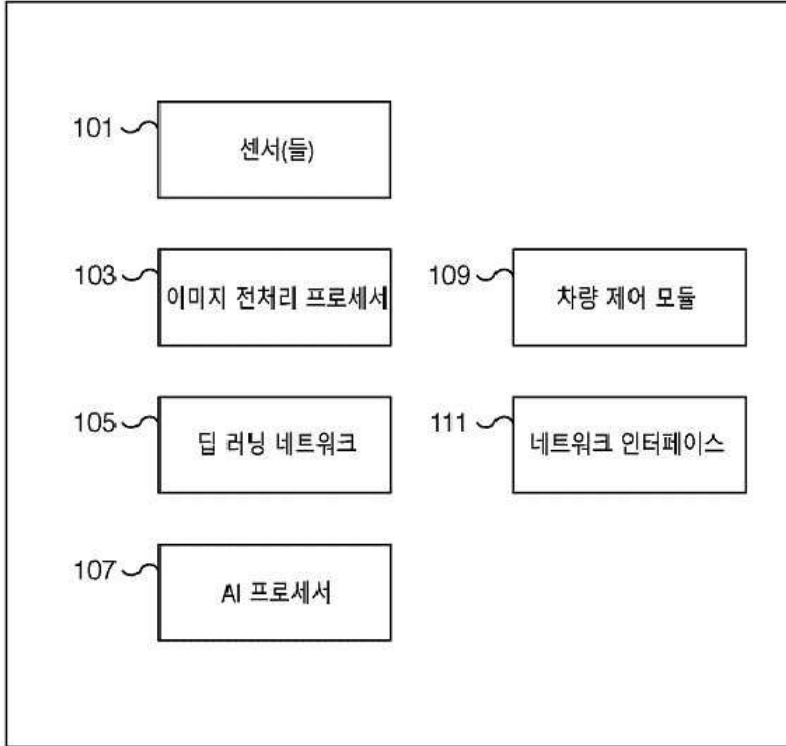 101
센서(들)
103
이미지 전처리 프로세서
109
차량 제어 모듈
105
딥 러닝 네트워크
111
네트워크 인터페이스
107
AI 프로세서